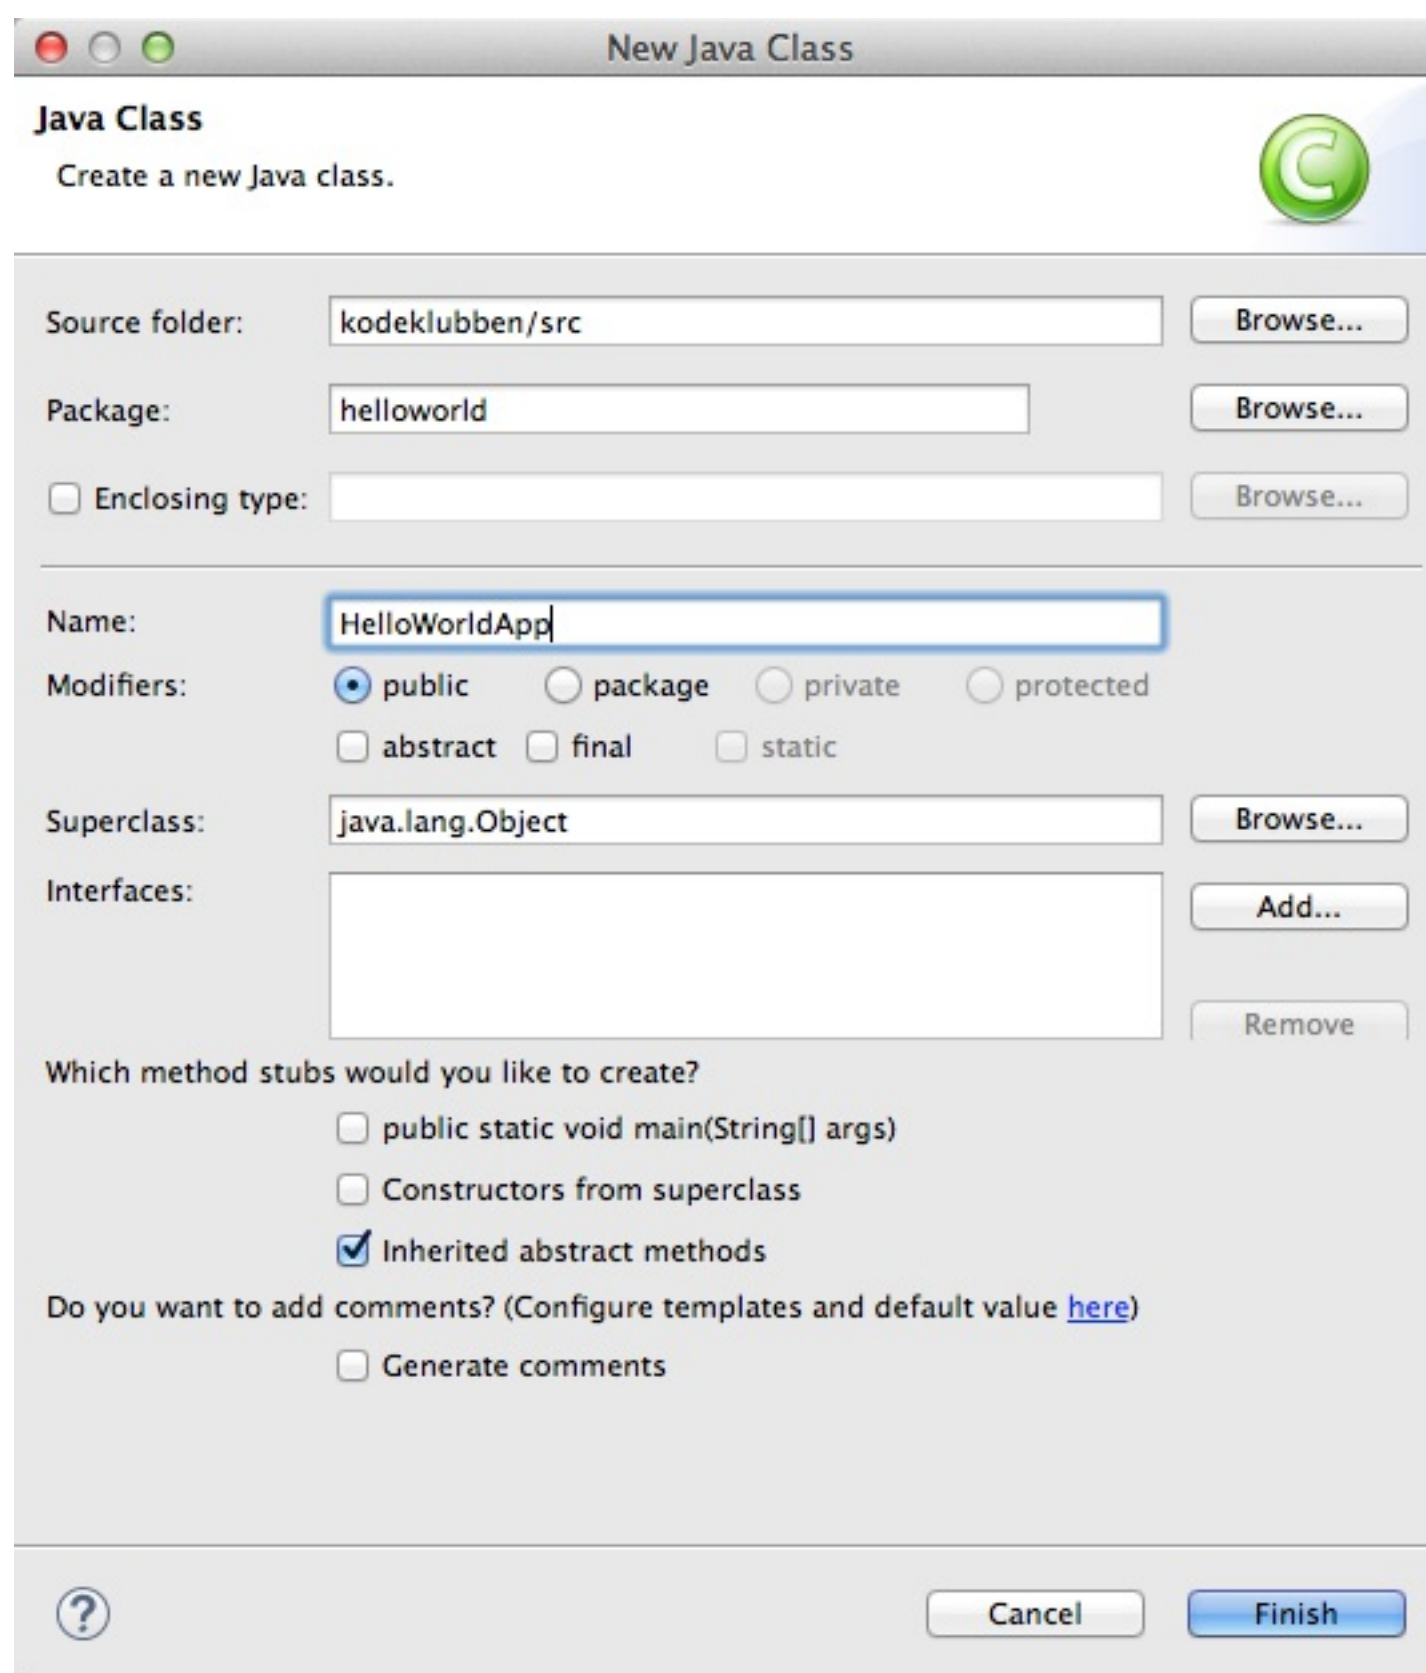 New Java Class
Java Class
Create a new Java class.
C
Source folder: kodeklubben/src Browse...
Package: helloworld Browse...
Enclosing type: Browse...
Name: HelloWorldApp
Modifiers: public package private protected
abstract final static
Superclass: java.lang.Object Browse...
Interfaces: Add...
Remove
Which method stubs would you like to create?
public static void main(String[] args)
Constructors from superclass
Inherited abstract methods
Do you want to add comments? (Configure templates and default value here)
Generate comments
? Cancel Finish